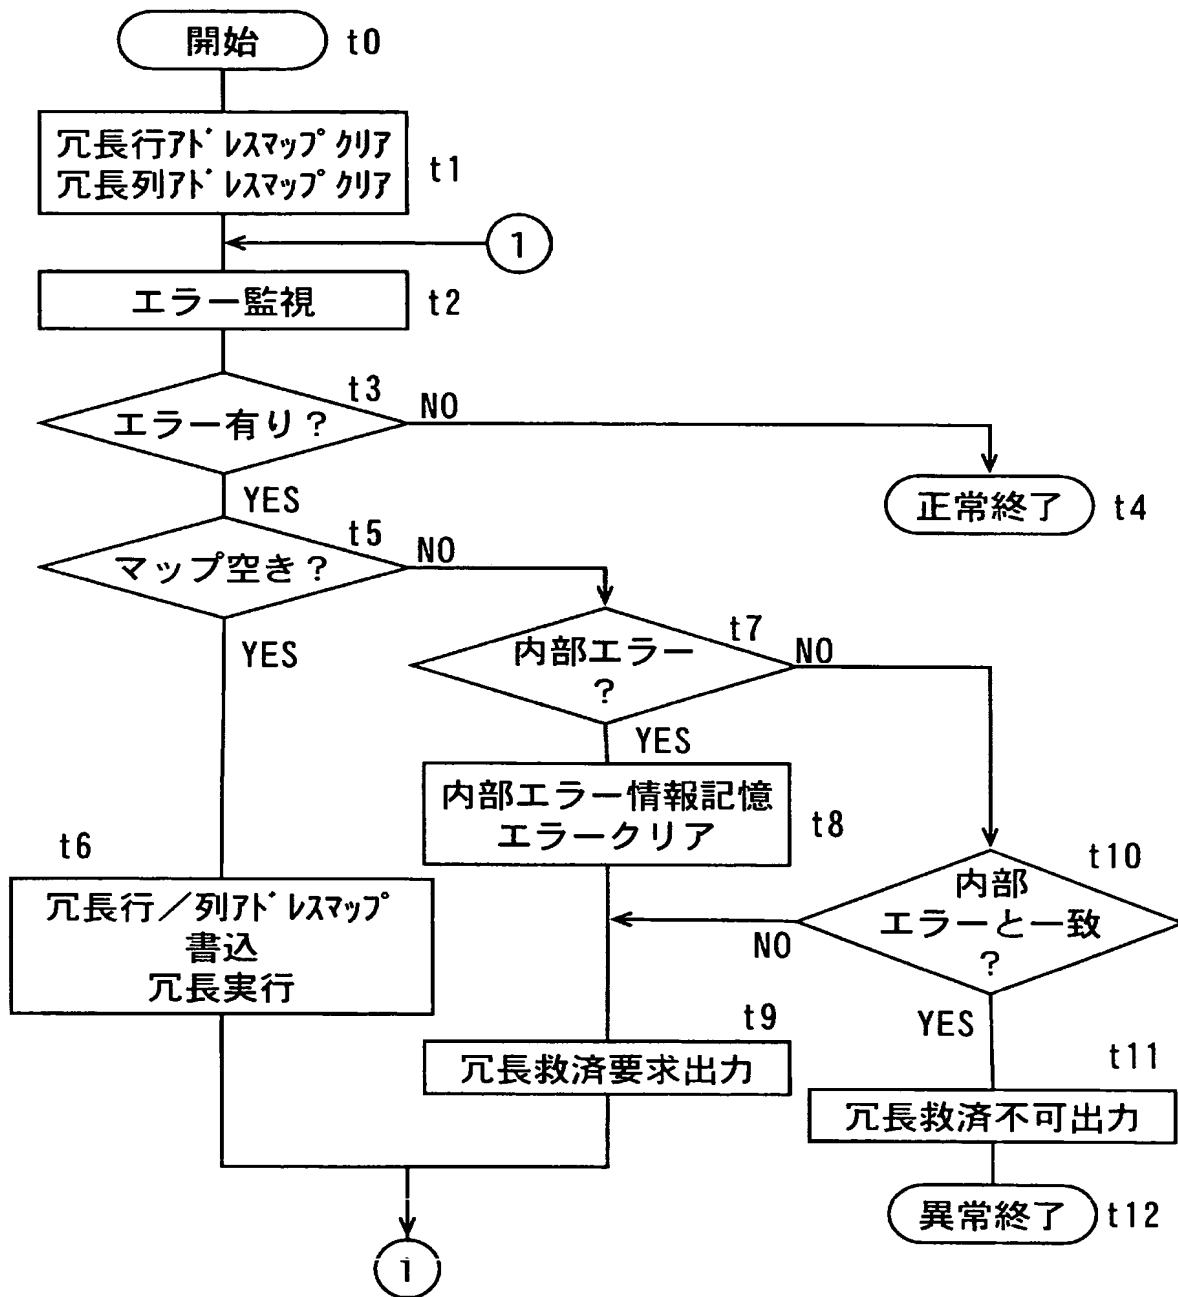 開始 t0
冗長行ｱﾄﾞﾚｽﾏｯﾌﾟｸﾘｱ
冗長列ｱﾄﾞﾚｽﾏｯﾌﾟｸﾘｱ
t1
1
エラー監視 t2
t3
エラー有り？
NO
YES
正常終了 t4
t5
マップ空き？
NO
YES
t7
内部エラー
？
NO
YES
内部エラー情報記憶
エラークリア
t8
t6
冗長行／列ｱﾄﾞﾚｽﾏｯﾌﾟ
書込
冗長実行
t10
内部
エラーと一致
？
NO
YES
t9
冗長救済要求出力
t11
冗長救済不可出力
異常終了 t12
1